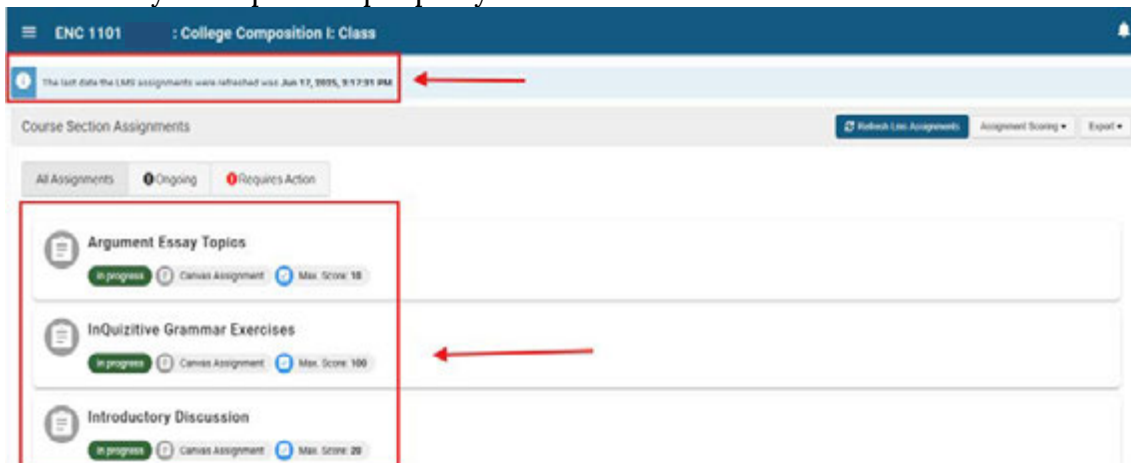 ENC 1101 : College Composition I: Class
The last date the LMS assignments were refreshed was Jun 17, 2025, 9:17:31 PM
Course Section Assignments
Refresh LMS Assignments Assignment Scoring Export
All Assignments Ongoing Requires Action
Argument Essay Topics
In progress Canvas Assignment Max. Score: 10
InQuizitive Grammar Exercises
In progress Canvas Assignment Max. Score: 100
Introductory Discussion
In progress Canvas Assignment Max. Score: 20